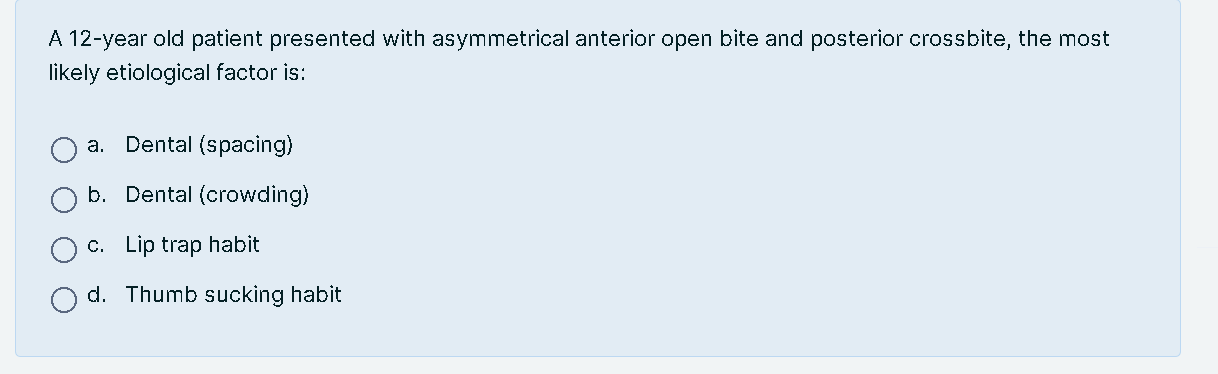 A 12-year old patient presented with asymmetrical anterior open bite and posterior crossbite, the most
likely etiological factor is:
a. Dental (spacing)
b. Dental (crowding)
c. Lip trap habit
d. Thumb sucking habit